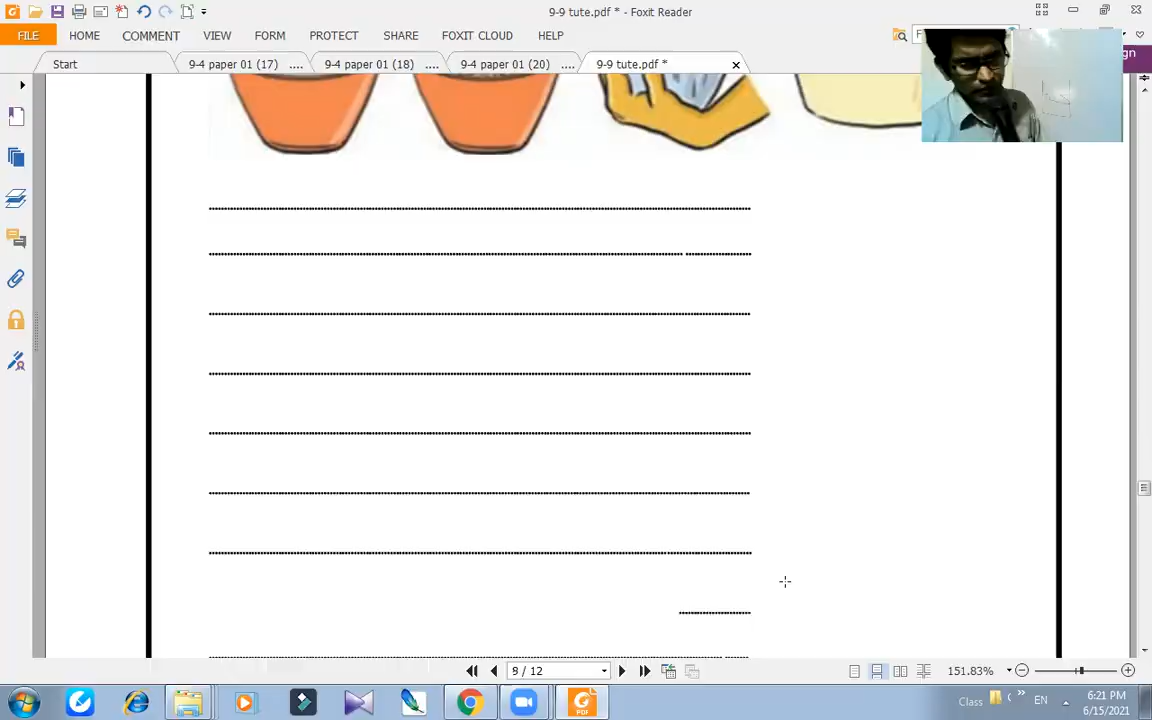 9-9 tute.pdf * - Foxit Reader
FILE HOME COMMENT VIEW FORM PROTECT SHARE FOXIT CLOUD HELP
Start 9-4 paper 01 (17) .... 9-4 paper 01 (18) .... 9-4 paper 01 (20) .... 9-9 tute.pdf *
8 / 12 151.83%
Class EN 6:21 PM
6/15/2021